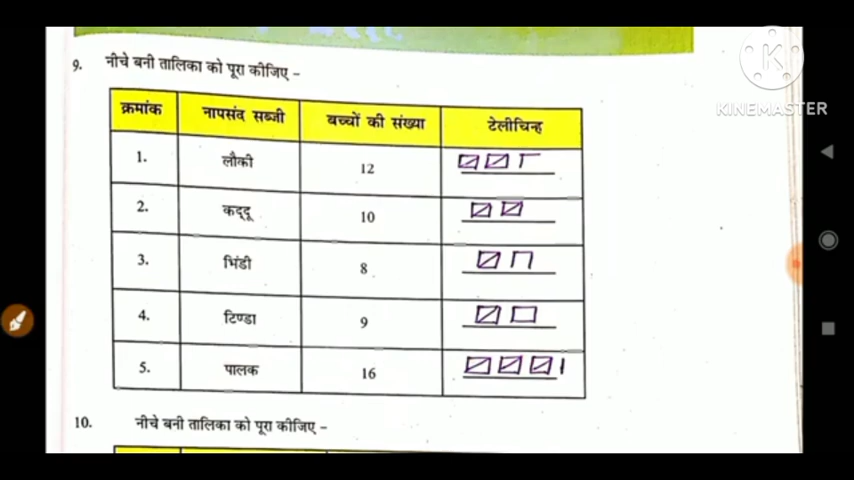 KINEMASTER
9. नीचे बनी तालिका को पूरा कीजिए –
क्रमांक नापसंद सब्जी बच्चों की संख्या टेलीचिन्ह
1. लौकी 12
2. कद्दू 10
3. भिंडी 8
4. टिण्डा 9
5. पालक 16
10. नीचे बनी तालिका को पूरा कीजिए –